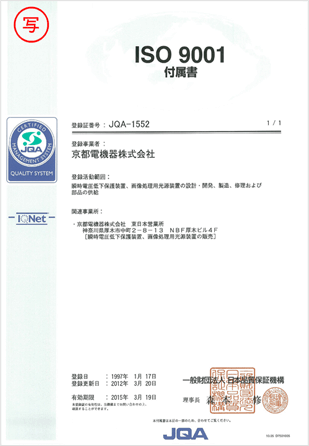 写
ISO 9001
付属書
登録証番号： JQA-1552
1 / 1
登録事業者：
京都電機器株式会社
登録活動範囲：
瞬時電圧低下保護装置、画像処理用光源装置の設計・開発、製造、修理および
部品の供給
関連事業所：
・京都電機器株式会社 東日本営業所
神奈川県厚木市中町２－８－１３ ＮＢＦ厚木ビル４Ｆ
［瞬時電圧低下保護装置、画像処理用光源装置の販売］
CERTIFIED
MANAGEMENT SYSTEM
JQA
QUALITY SYSTEM
IQNet
登録日 ： 1997年 1月 17日
登録更新日 ： 2012年 3月 20日
有効期限 ： 2015年 3月 19日
一般財団法人 日本品質保証機構
理事長 森本 修
JQA